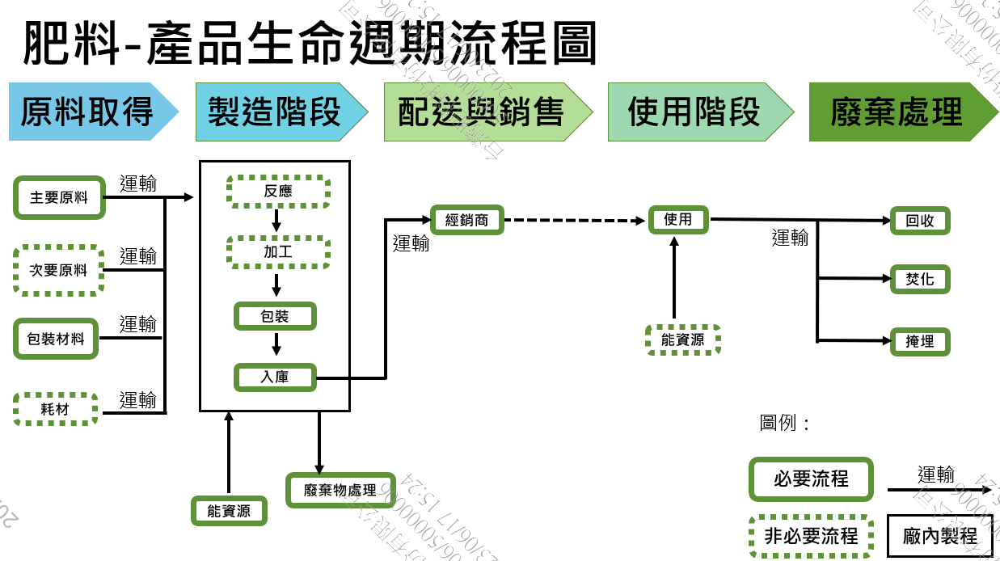 肥料-產品生命週期流程圖
原料取得
製造階段
配送與銷售
使用階段
廢棄處理
主要原料
運輸
次要原料
運輸
包裝材料
運輸
耗材
運輸
反應
加工
包裝
入庫
能資源
廢棄物處理
運輸
經銷商
使用
能資源
運輸
回收
焚化
掩埋
圖例：
必要流程
運輸
非必要流程
廠內製程